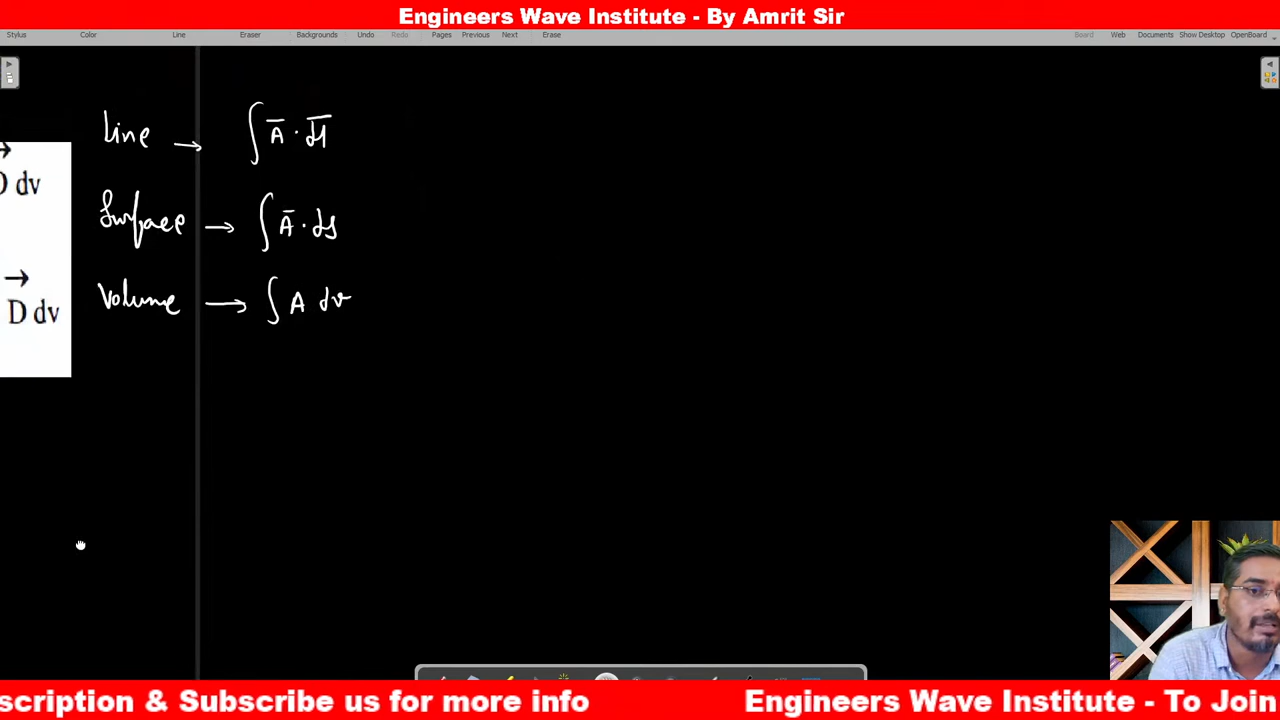 Engineers Wave Institute - By Amrit Sir
Stylus Color Line Eraser Backgrounds Undo Redo Pages Previous Next Erase Board Web Documents Show Desktop OpenBoard
Line → ∫ A̅ · d̅l̅
D dv
Surface → ∫ A̅ · ds
Volume → ∫ A dv
D dv
scription & Subscribe us for more info Engineers Wave Institute - To Join